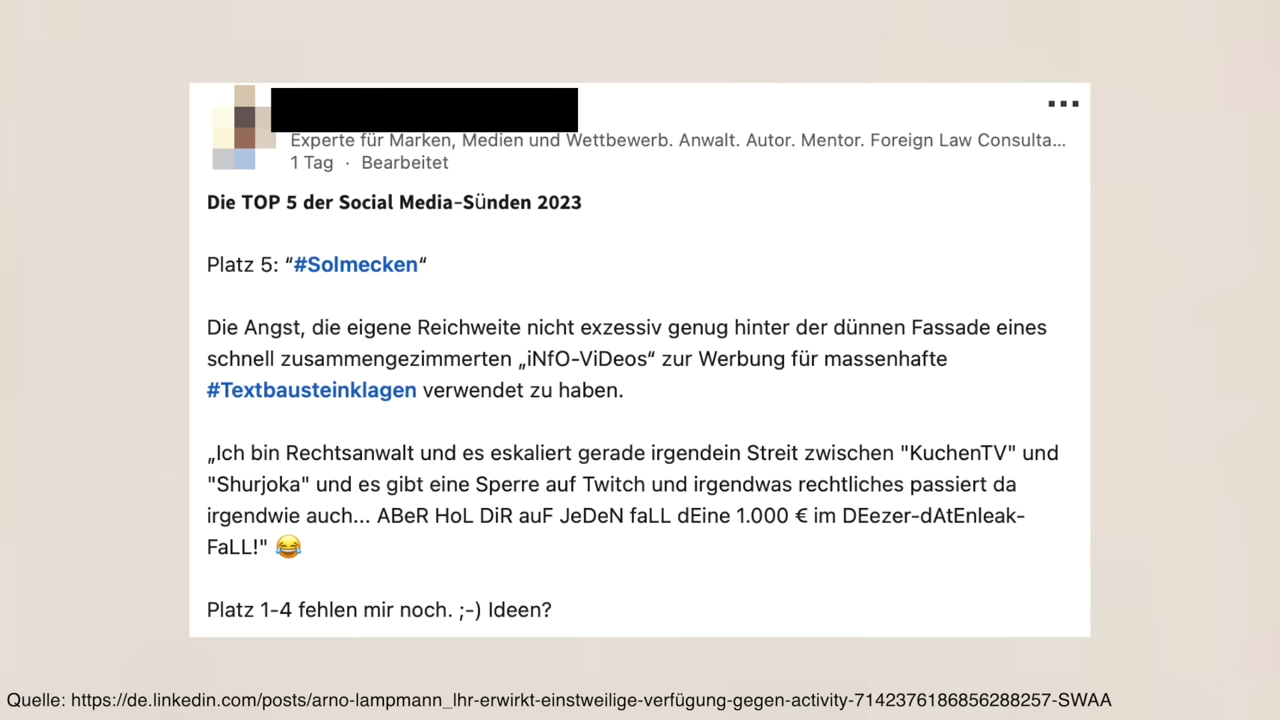 Experte für Marken, Medien und Wettbewerb. Anwalt. Autor. Mentor. Foreign Law Consulta...
1 Tag · Bearbeitet
Die TOP 5 der Social Media-Sünden 2023
Platz 5: “#Solmecken“
Die Angst, die eigene Reichweite nicht exzessiv genug hinter der dünnen Fassade eines
schnell zusammengezimmerten „iNfO-ViDeos“ zur Werbung für massenhafte
#Textbausteinklagen verwendet zu haben.
„Ich bin Rechtsanwalt und es eskaliert gerade irgendein Streit zwischen "KuchenTV" und
"Shurjoka" und es gibt eine Sperre auf Twitch und irgendwas rechtliches passiert da
irgendwie auch... ABeR HoL DiR auF JeDeN faLL dEine 1.000 € im DEezer-dAtEnleak-
FaLL!" 😂
Platz 1-4 fehlen mir noch. ;-) Ideen?
Quelle: https://de.linkedin.com/posts/arno-lampmann_lhr-erwirkt-einstweilige-verfügung-gegen-activity-7142376186856288257-SWAA